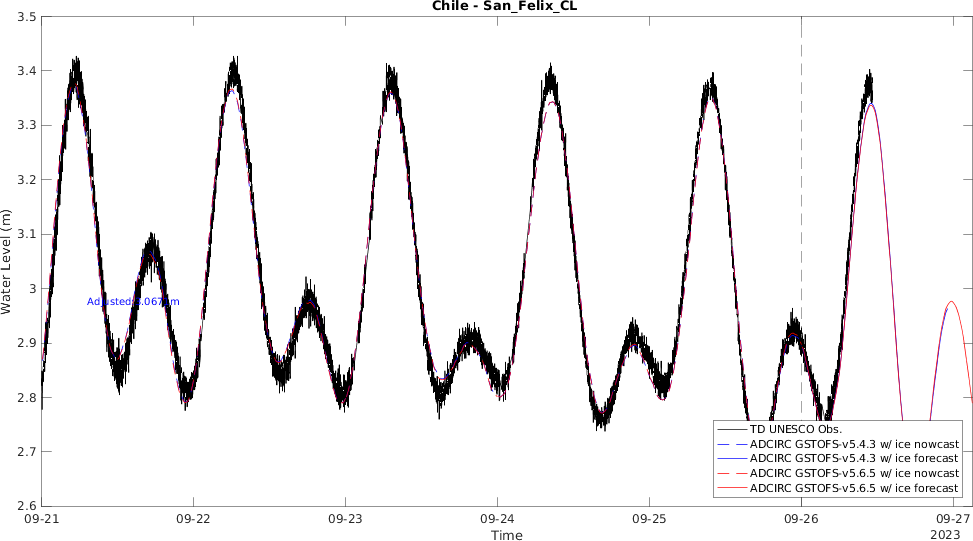 Chile - San_Felix_CL
3.5
3.4
3.3
3.2
3.1
3
2.9
2.8
2.7
2.6
Water Level (m)
TD UNESCO Obs.
ADCIRC GSTOFS-v5.4.3 w/ ice nowcast
ADCIRC GSTOFS-v5.4.3 w/ ice forecast
ADCIRC GSTOFS-v5.6.5 w/ ice nowcast
ADCIRC GSTOFS-v5.6.5 w/ ice forecast
09-21
09-22
09-23
09-24
09-25
09-26
09-27
Time
2023